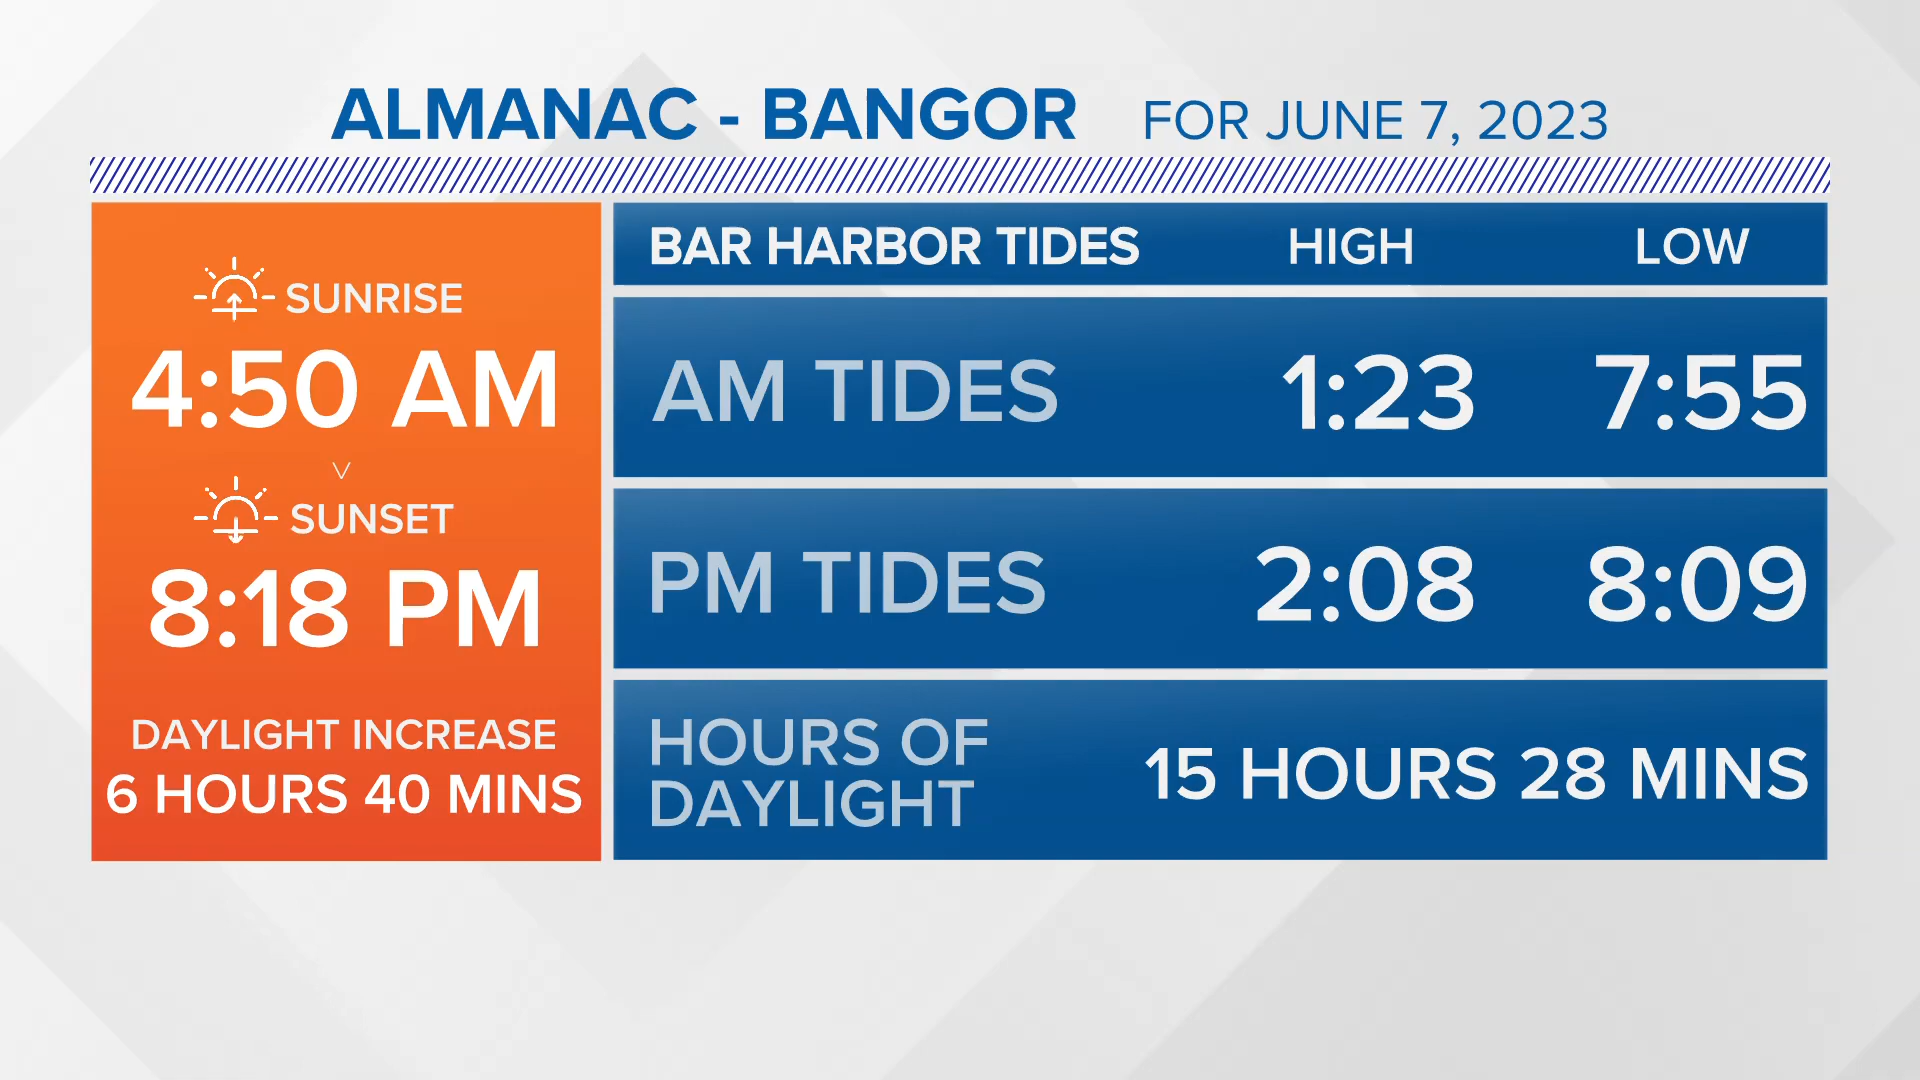 ALMANAC - BANGOR FOR JUNE 7, 2023
SUNRISE
4:50 AM
SUNSET
8:18 PM
DAYLIGHT INCREASE
6 HOURS 40 MINS
BAR HARBOR TIDES HIGH LOW
AM TIDES 1:23 7:55
PM TIDES 2:08 8:09
HOURS OF
DAYLIGHT
15 HOURS 28 MINS